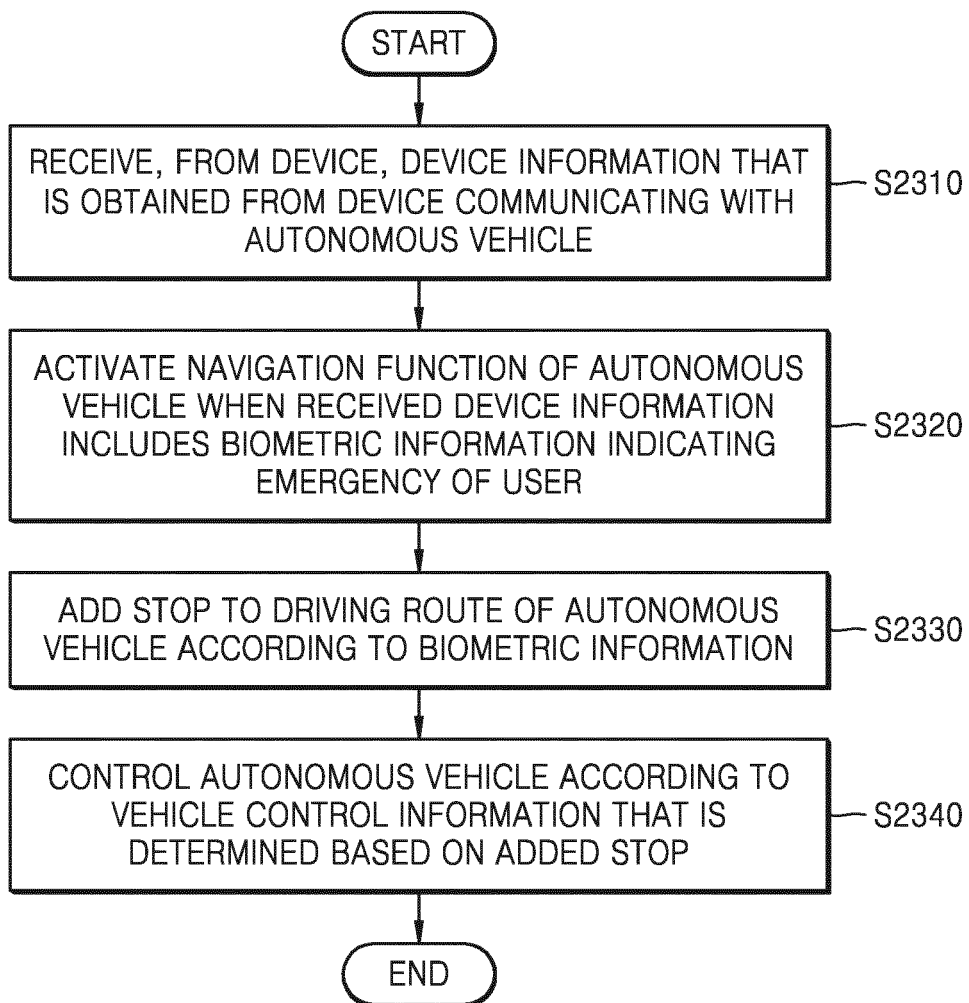 START
RECEIVE, FROM DEVICE, DEVICE INFORMATION THAT
IS OBTAINED FROM DEVICE COMMUNICATING WITH
AUTONOMOUS VEHICLE
S2310
ACTIVATE NAVIGATION FUNCTION OF AUTONOMOUS
VEHICLE WHEN RECEIVED DEVICE INFORMATION
INCLUDES BIOMETRIC INFORMATION INDICATING
EMERGENCY OF USER
S2320
ADD STOP TO DRIVING ROUTE OF AUTONOMOUS
VEHICLE ACCORDING TO BIOMETRIC INFORMATION
S2330
CONTROL AUTONOMOUS VEHICLE ACCORDING TO
VEHICLE CONTROL INFORMATION THAT IS
DETERMINED BASED ON ADDED STOP
S2340
END